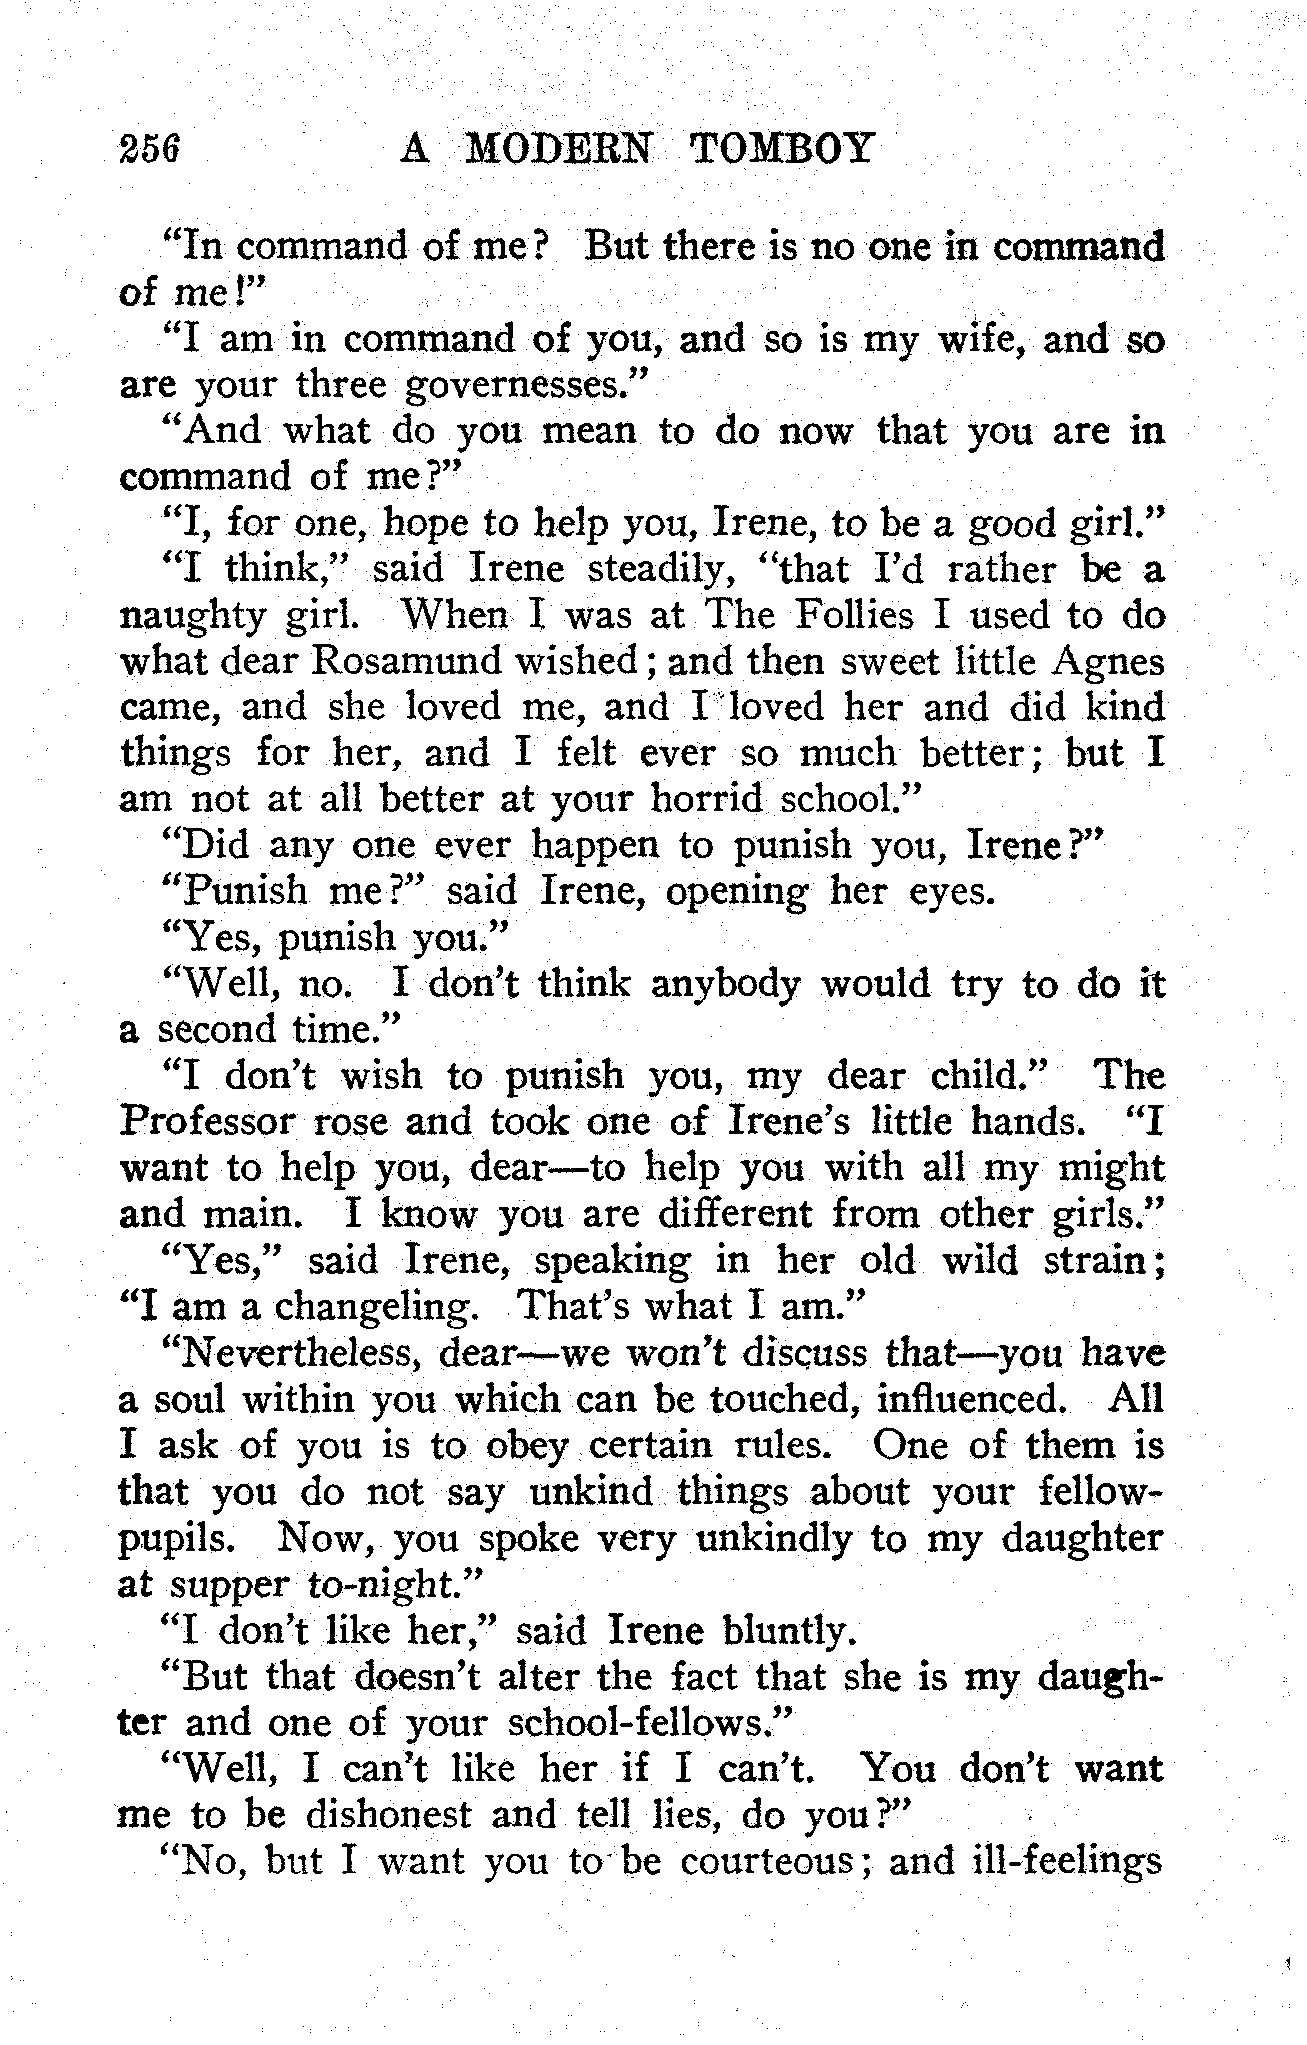 256 A MODERN TOMBOY
“In command of me? But there is no one in command
of me!”
“I am in command of you, and so is my wife, and so
are your three governesses.”
“And what do you mean to do now that you are in
command of me?”
“I, for one, hope to help you, Irene, to be a good girl.”
“I think,” said Irene steadily, “that I’d rather be a
naughty girl. When I was at The Follies I used to do
what dear Rosamund wished; and then sweet little Agnes
came, and she loved me, and I loved her and did kind
things for her, and I felt ever so much better; but I
am not at all better at your horrid school.”
“Did any one ever happen to punish you, Irene?”
“Punish me?” said Irene, opening her eyes.
“Yes, punish you.”
“Well, no. I don’t think anybody would try to do it
a second time.”
“I don’t wish to punish you, my dear child.” The
Professor rose and took one of Irene’s little hands. “I
want to help you, dear—to help you with all my might
and main. I know you are different from other girls.”
“Yes,” said Irene, speaking in her old wild strain;
“I am a changeling. That’s what I am.”
“Nevertheless, dear—we won’t discuss that—you have
a soul within you which can be touched, influenced. All
I ask of you is to obey certain rules. One of them is
that you do not say unkind things about your fellow-
pupils. Now, you spoke very unkindly to my daughter
at supper to-night.”
“I don’t like her,” said Irene bluntly.
“But that doesn’t alter the fact that she is my daugh-
ter and one of your school-fellows.”
“Well, I can’t like her if I can’t. You don’t want
me to be dishonest and tell lies, do you?”
“No, but I want you to be courteous; and ill-feelings